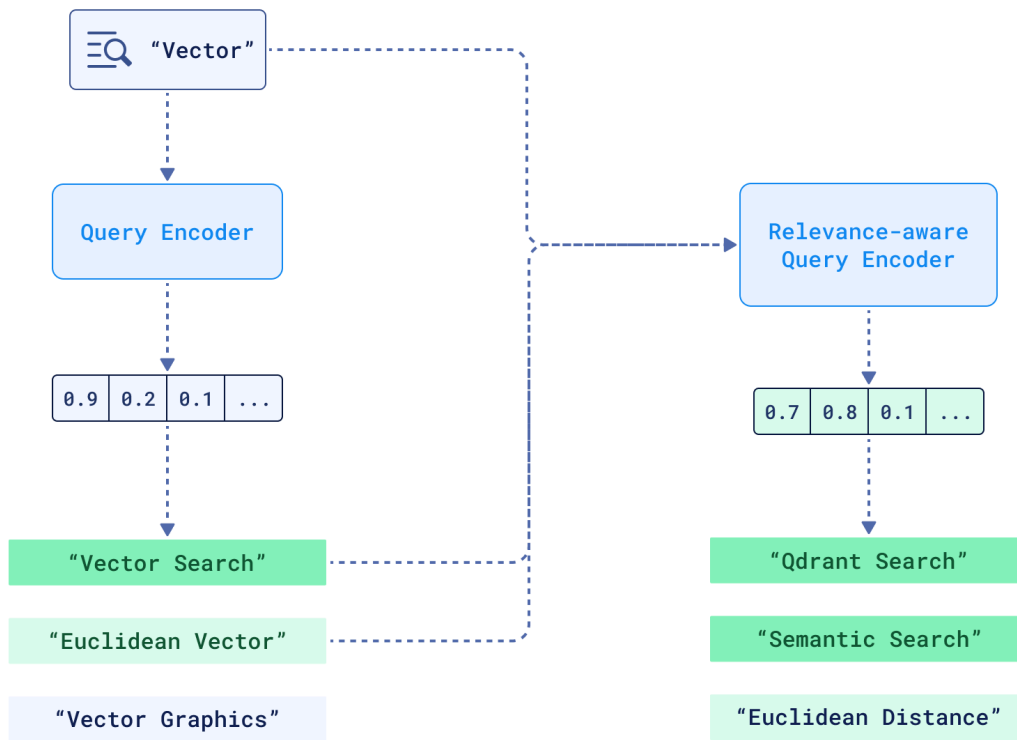 “Vector”
Query Encoder
0.9 0.2 0.1 ...
“Vector Search”
“Euclidean Vector”
“Vector Graphics”
Relevance-aware
Query Encoder
0.7 0.8 0.1 ...
“Qdrant Search”
“Semantic Search”
“Euclidean Distance”